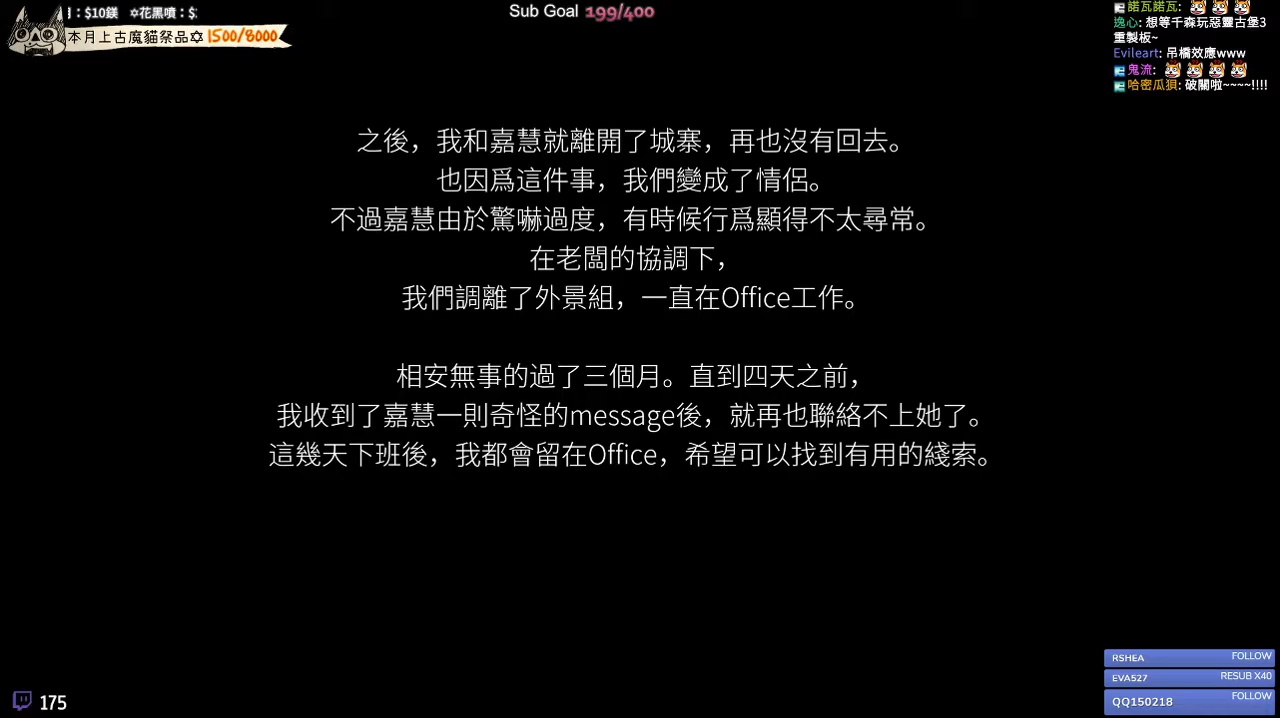 $10鎂 ✡花黑噴：$
本月上古魔貓祭品✡ 1500/8000
Sub Goal 199/400
諾瓦諾瓦:
逸心: 想等千森玩惡靈古堡3
重製板~
Evileart: 吊橋效應www
鬼流:
哈密瓜狽: 破關啦~~~~!!!!
之後，我和嘉慧就離開了城寨，再也沒有回去。
也因爲這件事，我們變成了情侶。
不過嘉慧由於驚嚇過度，有時候行爲顯得不太尋常。
在老闆的協調下，
我們調離了外景組，一直在Office工作。
相安無事的過了三個月。直到四天之前，
我收到了嘉慧一則奇怪的message後，就再也聯絡不上她了。
這幾天下班後，我都會留在Office，希望可以找到有用的綫索。
RSHEA FOLLOW
EVA527 RESUB X40
QQ150218 FOLLOW
175